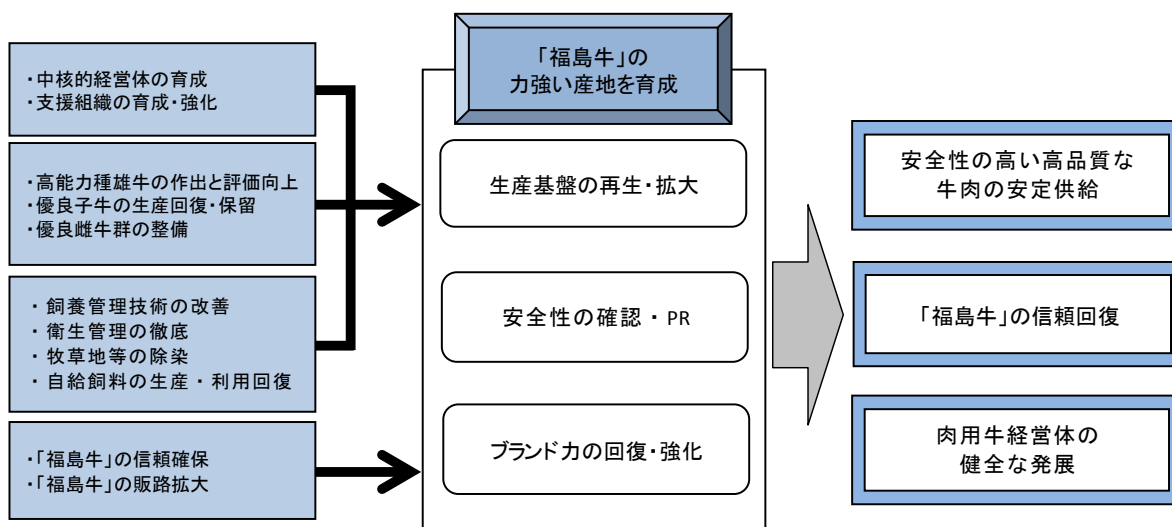 ・中核的経営体の育成
・支援組織の育成・強化
・高能力種雄牛の作出と評価向上
・優良子牛の生産回復・保留
・優良雌牛群の整備
・ 飼養管理技術の改善
・ 衛生管理の徹底
・ 牧草地等の除染
・ 自給飼料の生産 ・ 利用回復
・「福島牛」の信頼確保
・「福島牛」の販路拡大
「福島牛」の
力強い産地を育成
生産基盤の再生・拡大
安全性の確認 ・ PR
ブランド力の回復・強化
安全性の高い高品質な
牛肉の安定供給
「福島牛」の信頼回復
肉用牛経営体の
健全な発展